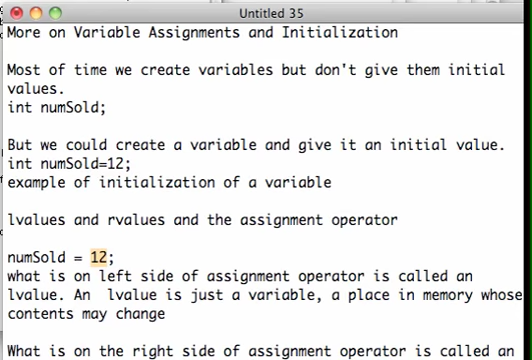 Untitled 35
More on Variable Assignments and Initialization
Most of time we create variables but don't give them initial
values.
int numSold;
But we could create a variable and give it an initial value.
int numSold=12;
example of initialization of a variable
lvalues and rvalues and the assignment operator
numSold = 12;
what is on left side of assignment operator is called an
lvalue. An  lvalue is just a variable, a place in memory whose
contents may change
What is on the right side of assignment operator is called an